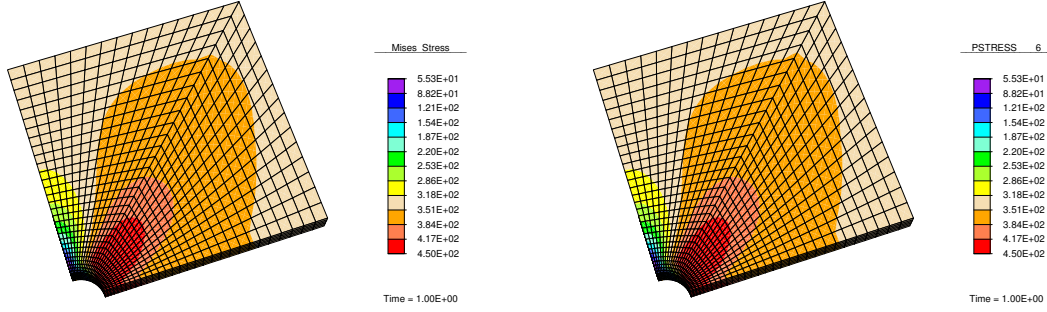 Mises Stress
5.53E+01
8.82E+01
1.21E+02
1.54E+02
1.87E+02
2.20E+02
2.53E+02
2.86E+02
3.18E+02
3.51E+02
3.84E+02
4.17E+02
4.50E+02
Time = 1.00E+00
PSTRESS 6
5.53E+01
8.82E+01
1.21E+02
1.54E+02
1.87E+02
2.20E+02
2.53E+02
2.86E+02
3.18E+02
3.51E+02
3.84E+02
4.17E+02
4.50E+02
Time = 1.00E+00